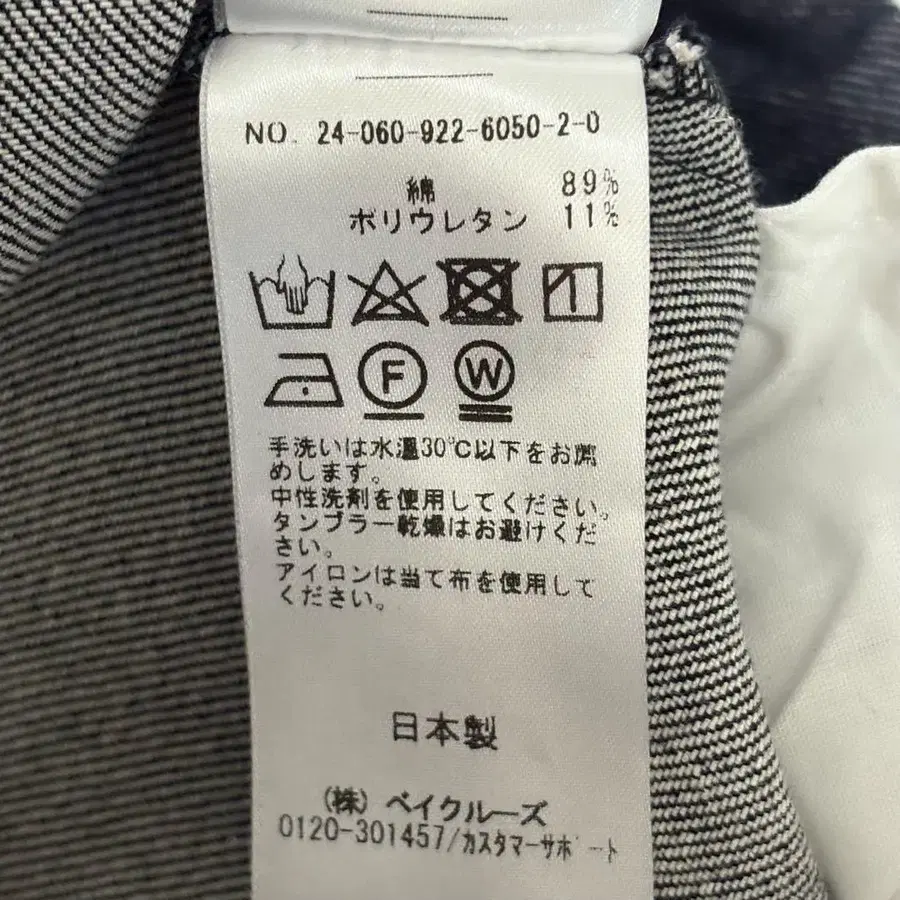 NO. 24-060-922-6050-2-0
綿 89%
ポリウレタン 11%
F W
手洗いは水温30℃以下をお薦
めします。
中性洗剤を使用してください。
タンブラー乾燥はお避けくだ
さい。
アイロンは当て布を使用して
ください。
日本製
(株) ベイクルーズ
0120-301457/カスタマーサポート